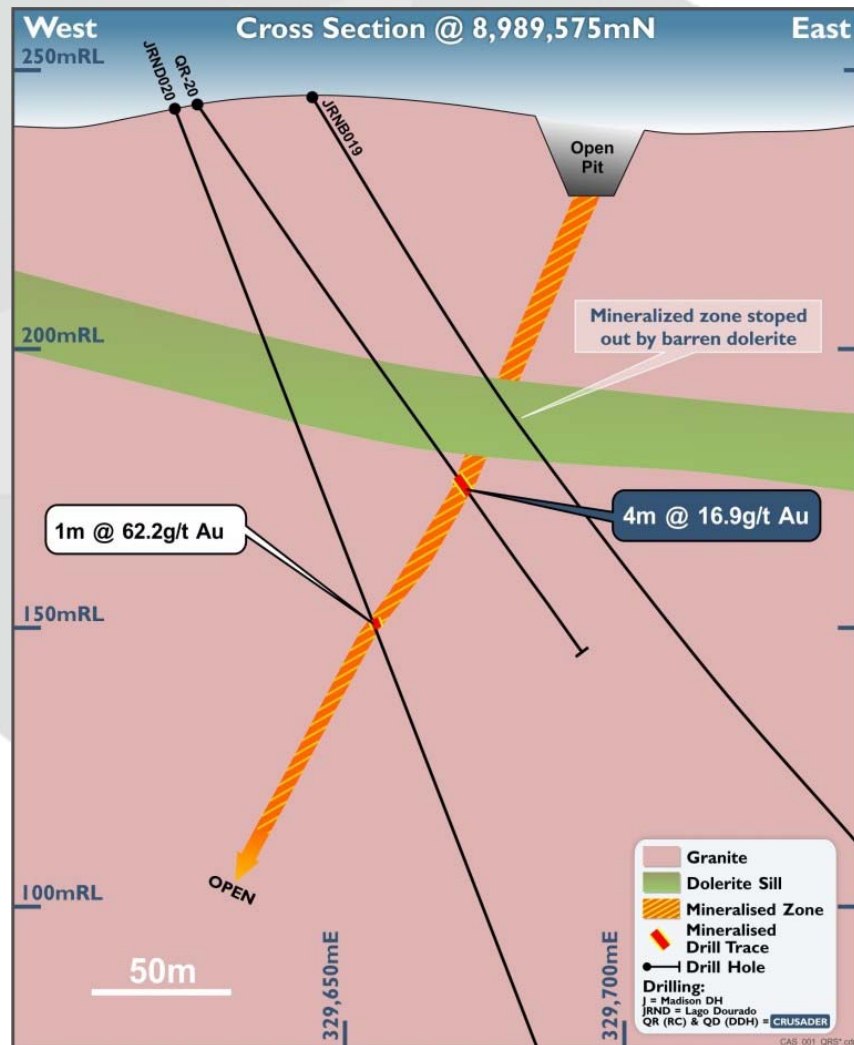 West
Cross Section @ 8,989,575mN
East
250mRL
JRND020
QR-20
JRNB019
Open
Pit
200mRL
Mineralized zone stoped
out by barren dolerite
1m @ 62.2g/t Au
4m @ 16.9g/t Au
150mRL
100mRL
OPEN
50m
329,650mE
329,700mE
Granite
Dolerite Sill
Mineralised Zone
Mineralised
Drill Trace
Drill Hole
Drilling:
J = Madison DH
JRND = Lago Dourado
QR (RC) & QD (DDH) = CRUSADER